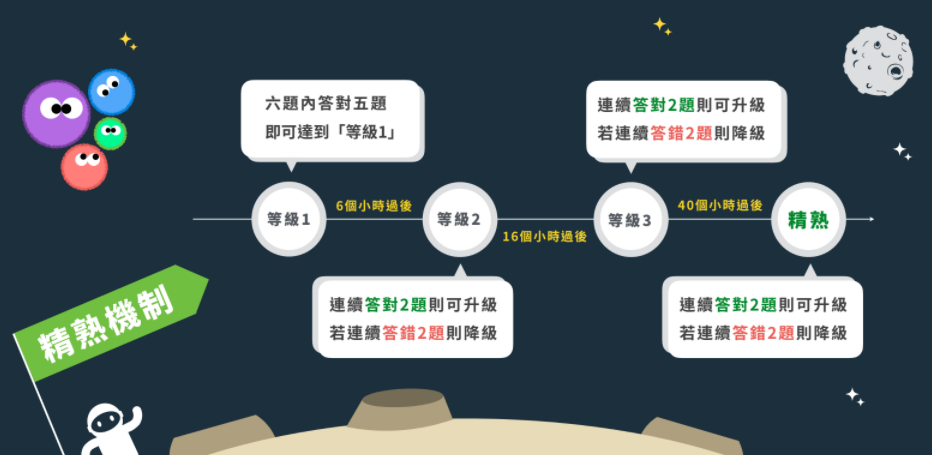 六題內答對五題
即可達到「等級1」
連續答對2題則可升級
若連續答錯2題則降級
等級1
6個小時過後
等級2
16個小時過後
等級3
40個小時過後
精熟
連續答對2題則可升級
若連續答錯2題則降級
連續答對2題則可升級
若連續答錯2題則降級
精熟機制